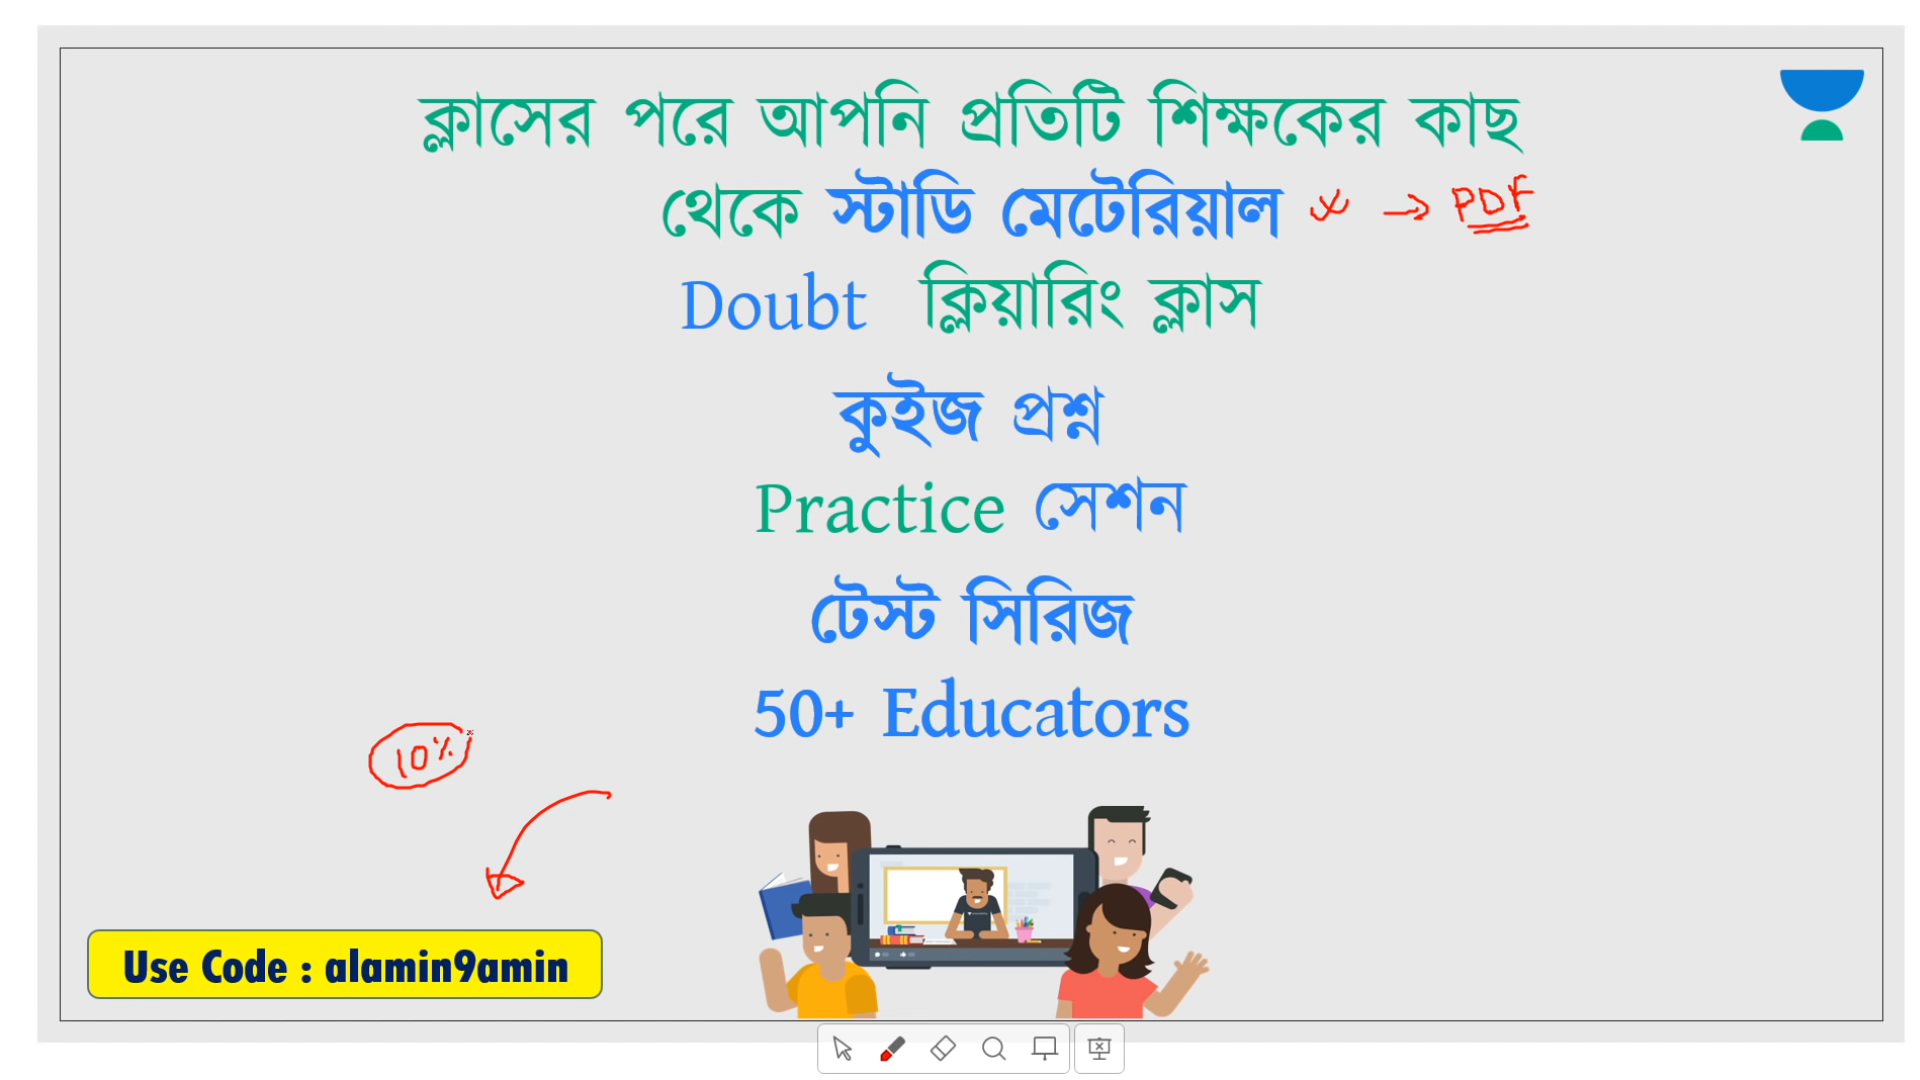 ক্লাসের পরে আপনি প্রতিটি শিক্ষকের কাছ
থেকে স্টাডি মেটেরিয়াল → PDF
Doubt ক্লিয়ারিং ক্লাস
কুইজ প্রশ্ন
Practice সেশন
টেস্ট সিরিজ
50+ Educators
10%
Use Code : alamin9amin